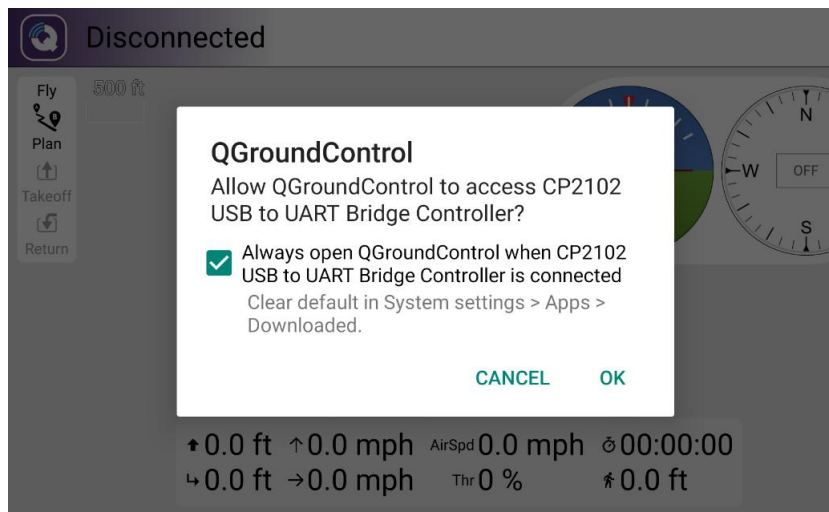 Disconnected
Fly
Plan
Takeoff
Return
500 ft
N
W
OFF
S
QGroundControl
Allow QGroundControl to access CP2102
USB to UART Bridge Controller?
Always open QGroundControl when CP2102
USB to UART Bridge Controller is connected
Clear default in System settings > Apps >
Downloaded.
CANCEL OK
0.0 ft 0.0 mph AirSpd 0.0 mph 00:00:00
0.0 ft 0.0 mph Thr 0 % 0.0 ft